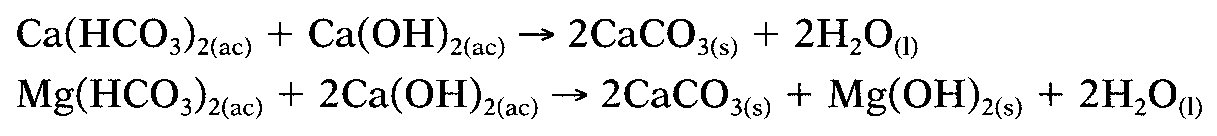 Ca(HCO₃)₂₍ac₎ + Ca(OH)₂₍ac₎ → 2CaCO₃₍s₎ + 2H₂O₍l₎
Mg(HCO₃)₂₍ac₎ + 2Ca(OH)₂₍ac₎ → 2CaCO₃₍s₎ + Mg(OH)₂₍s₎ + 2H₂O₍l₎